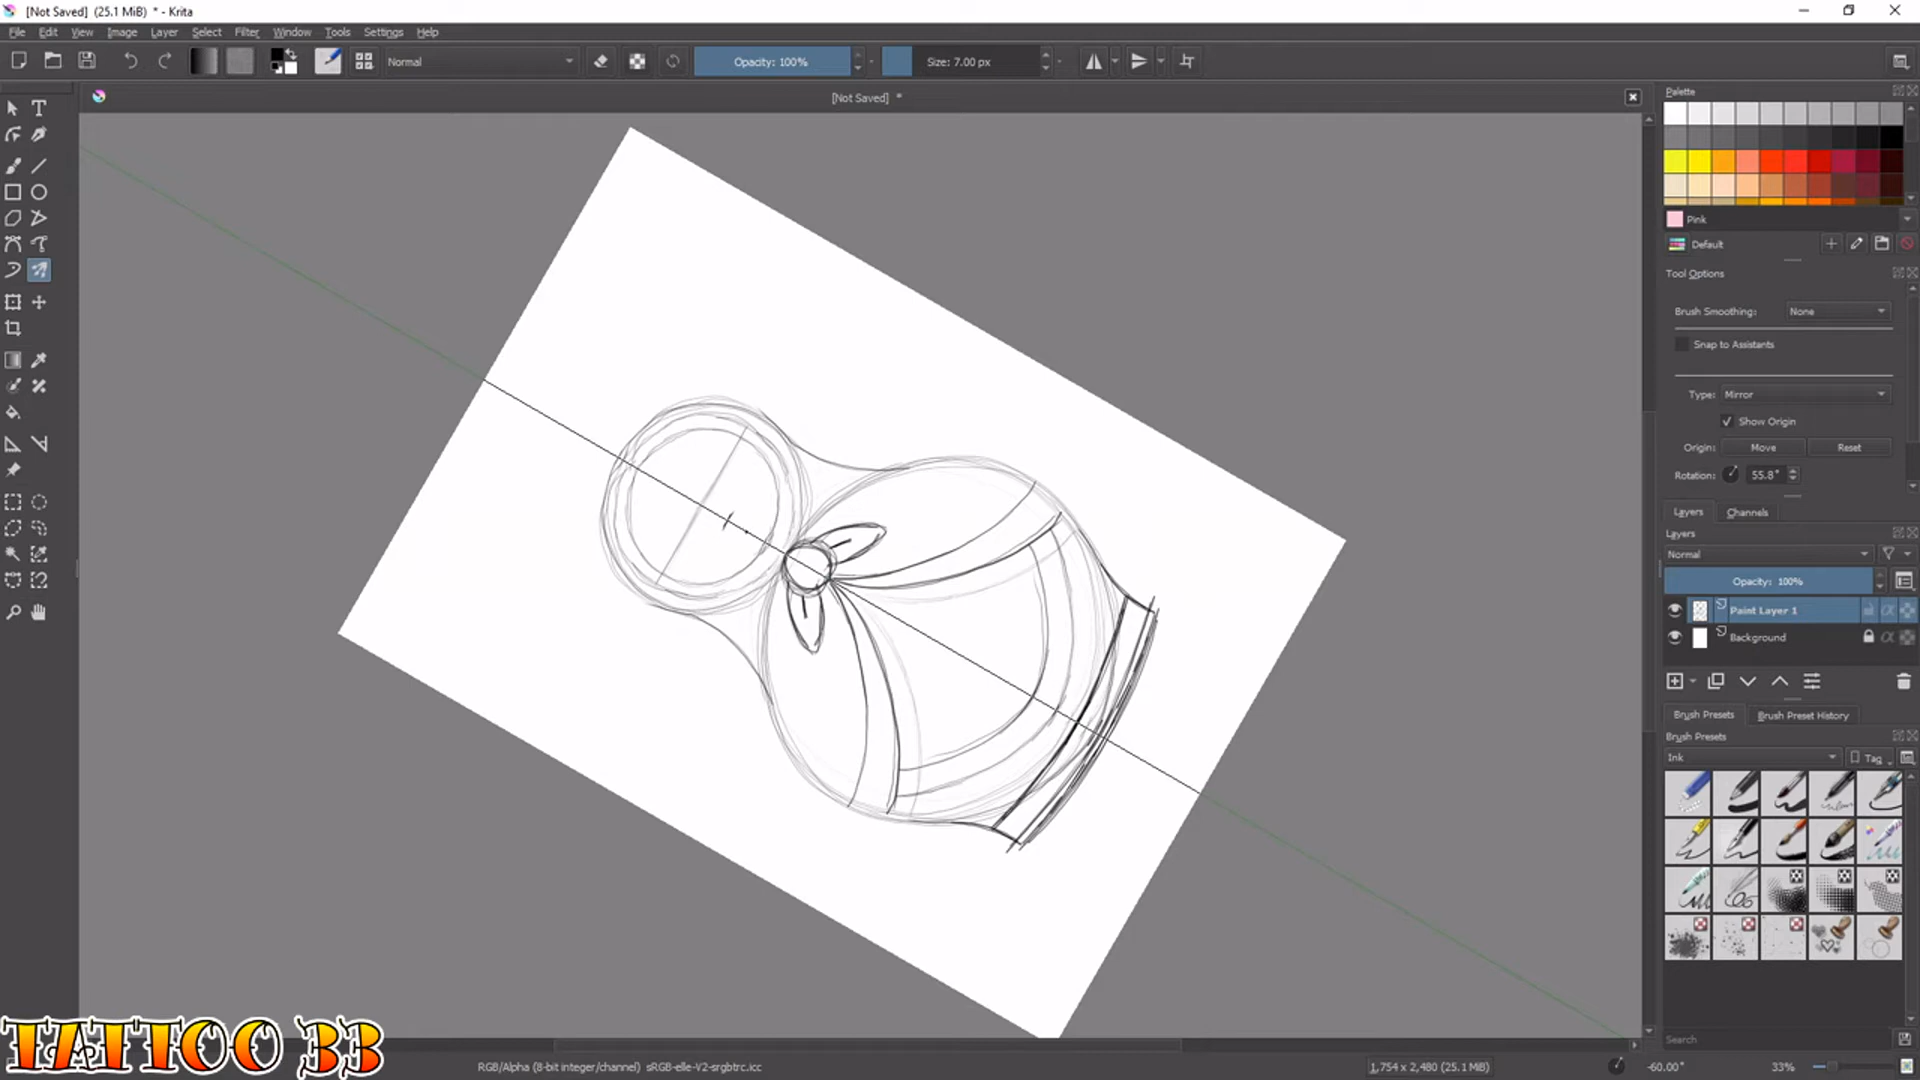 [Not Saved] (25.1 MiB) * - Krita
File Edit View Image Layer Select Filter Window Tools Settings Help
Normal
Opacity: 100%
Size: 7.00 px
[Not Saved] *
Palette
Pink
Default
Tool Options
Brush Smoothing: None
Snap to Assistants
Type: Mirror
Show Origin
Origin: Move Reset
Rotation: 55.8°
Layers Channels
Layers
Normal
Opacity: 100%
Paint Layer 1
Background
Brush Presets Brush Preset History
Brush Presets
Ink Tag
Search
TATTOO BB
RGB/Alpha (8-bit integer/channel) sRGB-elle-V2-srgbtrc.icc
1,754 x 2,480 (25.1 MiB)
-60.00°
33%